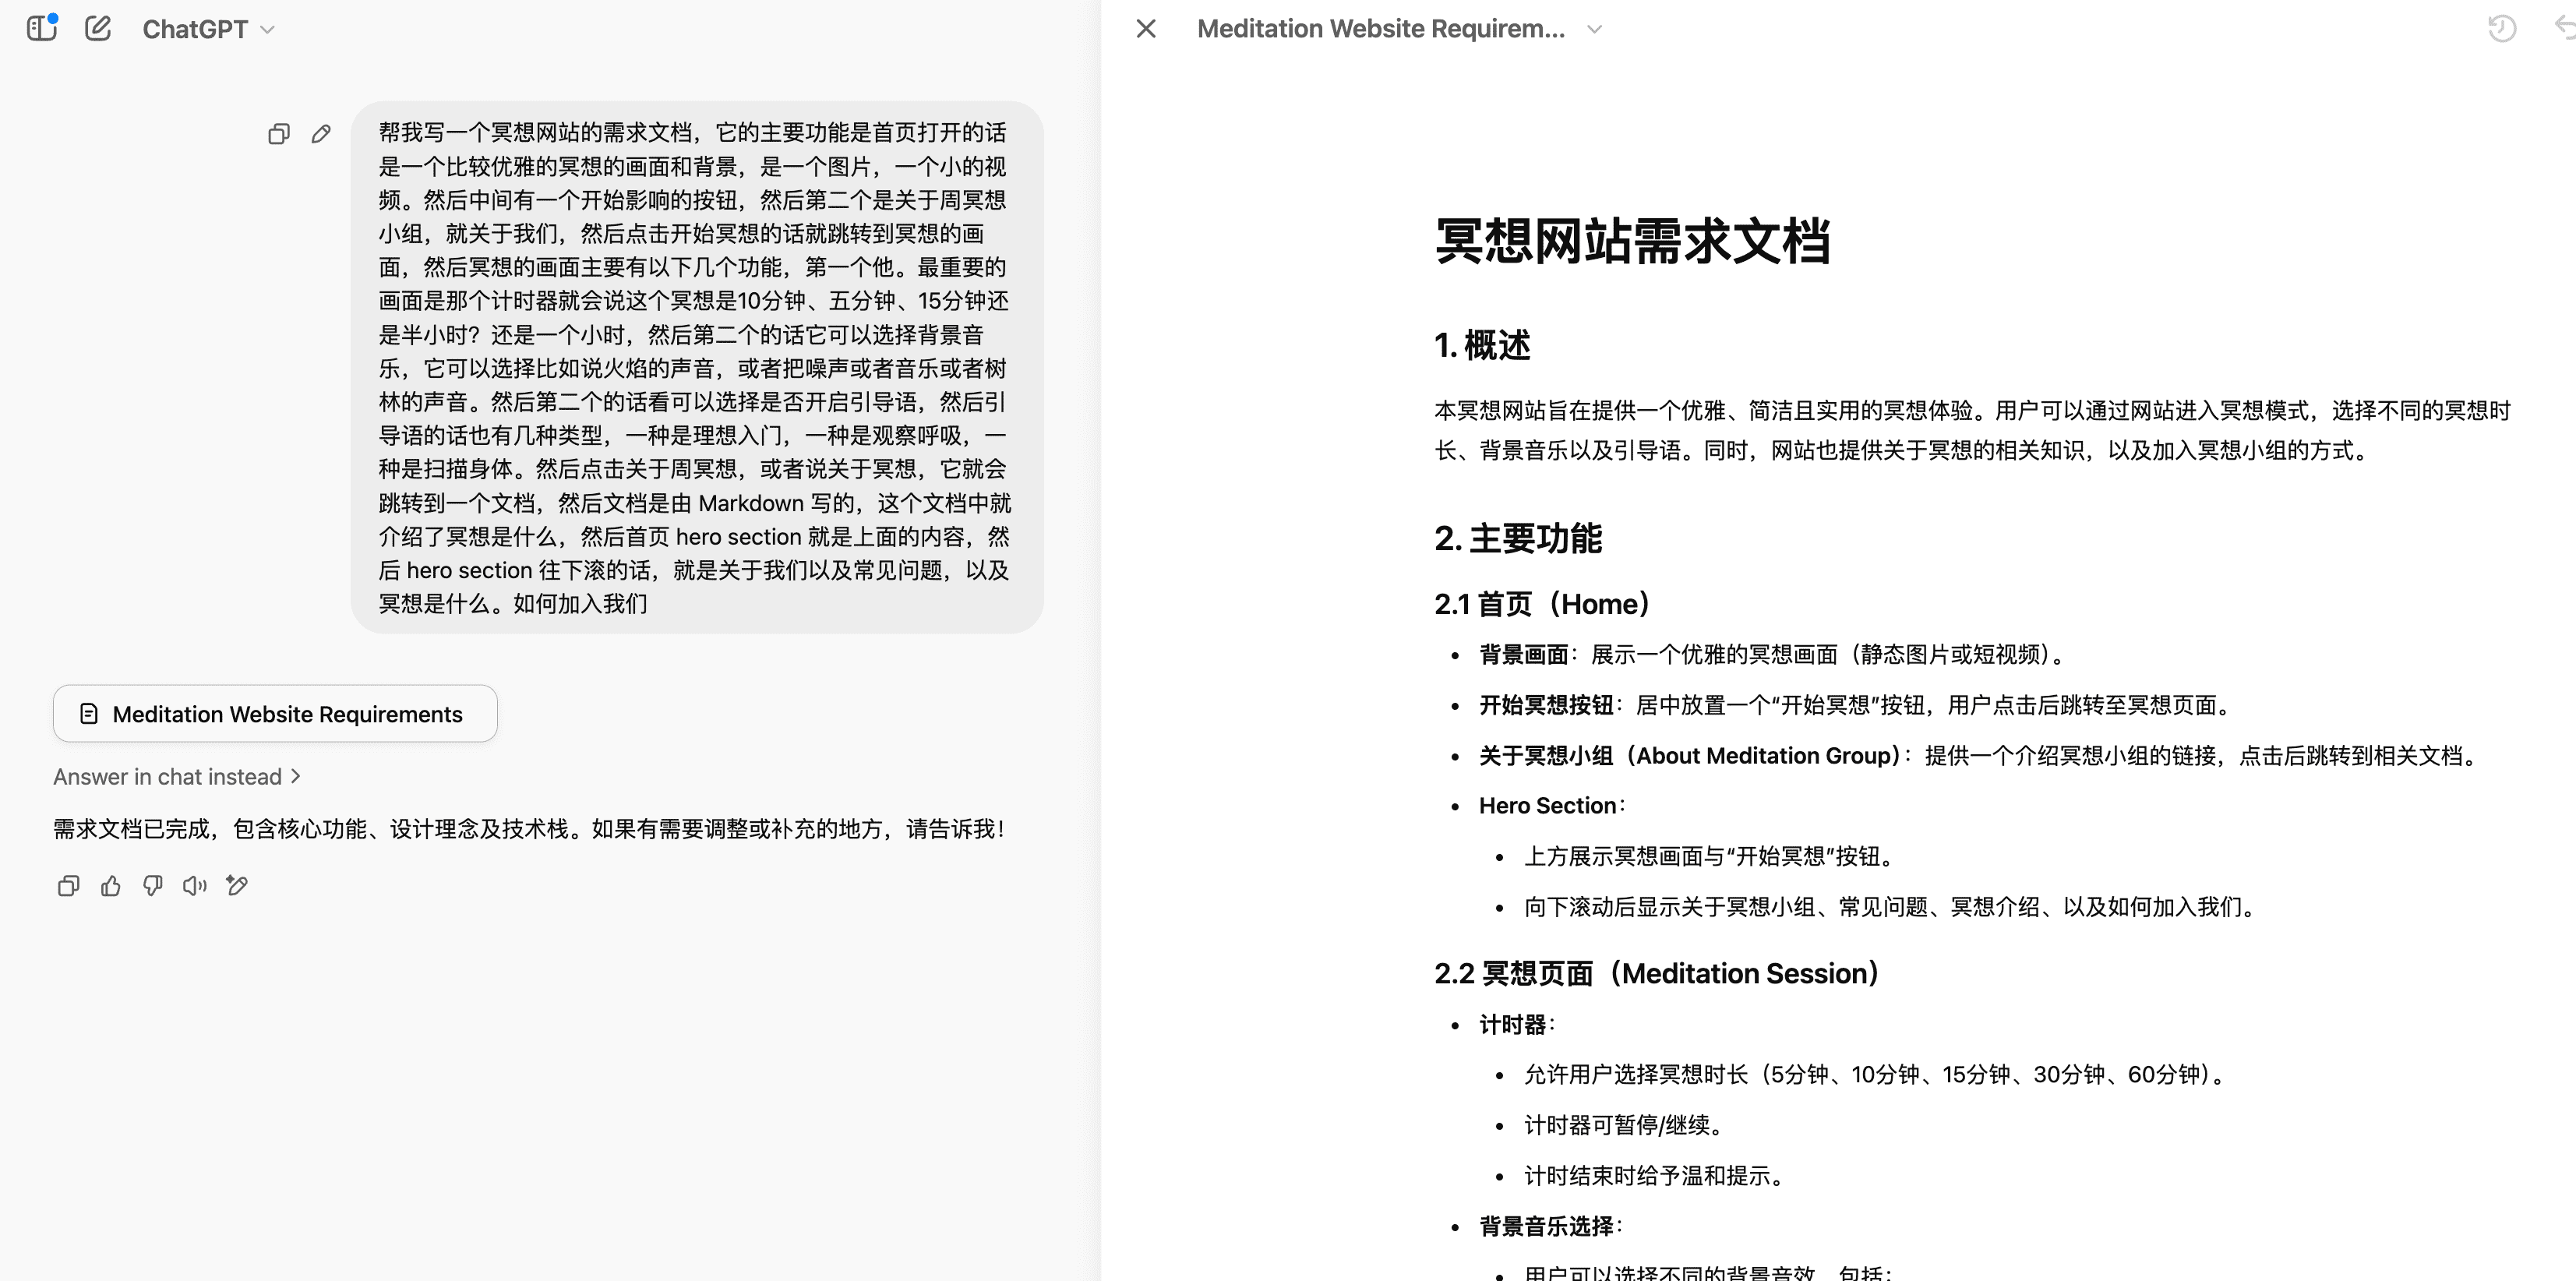 ChatGPT
帮我写一个冥想网站的需求文档，它的主要功能是首页打开的话
是一个比较优雅的冥想的画面和背景，是一个图片，一个小的视
频。然后中间有一个开始影响的按钮，然后第二个是关于周冥想
小组，就关于我们，然后点击开始冥想的话就跳转到冥想的画
面，然后冥想的画面主要有以下几个功能，第一个他。最重要的
画面是那个计时器就会说这个冥想是10分钟、五分钟、15分钟还
是半小时？还是一个小时，然后第二个的话它可以选择背景音
乐，它可以选择比如说火焰的声音，或者把噪声或者音乐或者树
林的声音。然后第二个的话看可以选择是否开启引导语，然后引
导语的话也有几种类型，一种是理想入门，一种是观察呼吸，一
种是扫描身体。然后点击关于周冥想，或者说关于冥想，它就会
跳转到一个文档，然后文档是由 Markdown 写的，这个文档中就
介绍了冥想是什么，然后首页 hero section 就是上面的内容，然
后 hero section 往下滚的话，就是关于我们以及常见问题，以及
冥想是什么。如何加入我们
Meditation Website Requirements
Answer in chat instead
需求文档已完成，包含核心功能、设计理念及技术栈。如果有需要调整或补充的地方，请告诉我！
Meditation Website Requirem...
冥想网站需求文档
1. 概述
本冥想网站旨在提供一个优雅、简洁且实用的冥想体验。用户可以通过网站进入冥想模式，选择不同的冥想时
长、背景音乐以及引导语。同时，网站也提供关于冥想的相关知识，以及加入冥想小组的方式。
2. 主要功能
2.1 首页（Home）
• 背景画面：展示一个优雅的冥想画面（静态图片或短视频）。
• 开始冥想按钮：居中放置一个“开始冥想”按钮，用户点击后跳转至冥想页面。
• 关于冥想小组（About Meditation Group）：提供一个介绍冥想小组的链接，点击后跳转到相关文档。
• Hero Section：
• 上方展示冥想画面与“开始冥想”按钮。
• 向下滚动后显示关于冥想小组、常见问题、冥想介绍、以及如何加入我们。
2.2 冥想页面（Meditation Session）
• 计时器：
• 允许用户选择冥想时长（5分钟、10分钟、15分钟、30分钟、60分钟）。
• 计时器可暂停/继续。
• 计时结束时给予温和提示。
• 背景音乐选择：
• 用户可以选择不同的背景音效，包括：